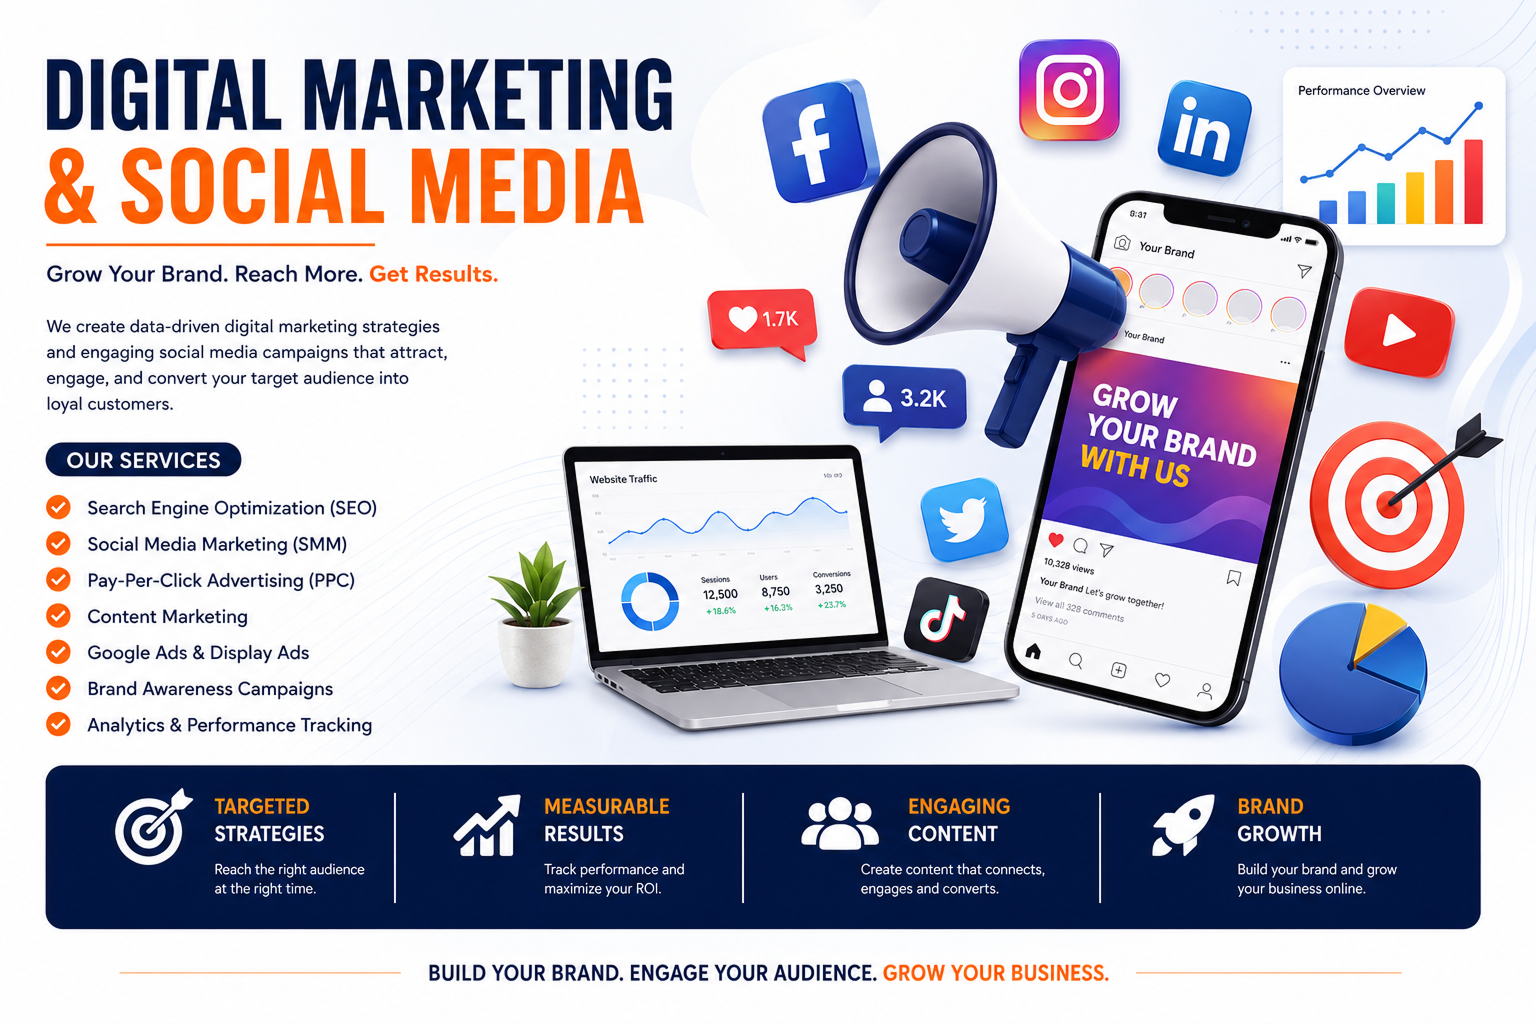 DIGITAL MARKETING
& SOCIAL MEDIA
Grow Your Brand. Reach More. Get Results.
We create data-driven digital marketing strategies
and engaging social media campaigns that attract,
engage, and convert your target audience into
loyal customers.
OUR SERVICES
Search Engine Optimization (SEO)
Social Media Marketing (SMM)
Pay-Per-Click Advertising (PPC)
Content Marketing
Google Ads & Display Ads
Brand Awareness Campaigns
Analytics & Performance Tracking
f
in
Performance Overview
1.7K
3.2K
Website Traffic
Sessions
Users
Conversions
12,500
8,750
3,250
+18.6%
+16.3%
+23.7%
9:37
Your Brand
Your Brand
GROW
YOUR BRAND
WITH US
10,328 views
Your Brand Let's grow together!
View all 328 comments
5 DAYS AGO
TARGETED
STRATEGIES
Reach the right audience
at the right time.
MEASURABLE
RESULTS
Track performance and
maximize your ROI.
ENGAGING
CONTENT
Create content that connects,
engages and converts.
BRAND
GROWTH
Build your brand and grow
your business online.
BUILD YOUR BRAND. ENGAGE YOUR AUDIENCE. GROW YOUR BUSINESS.